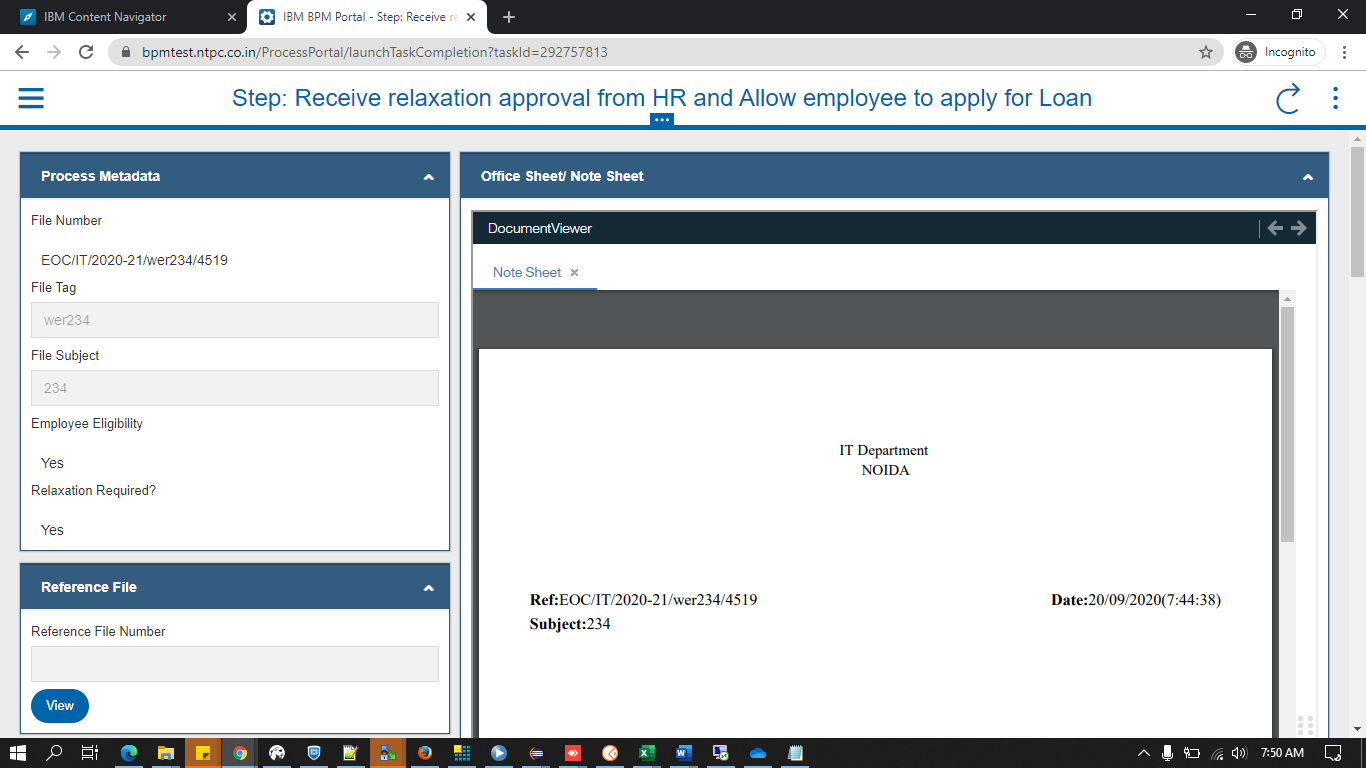 IBM Content Navigator
IBM BPM Portal - Step: Receive re
bpmtest.ntpc.co.in/ProcessPortal/launchTaskCompletion?taskId=292757813
Incognito
Step: Receive relaxation approval from HR and Allow employee to apply for Loan
Process Metadata
File Number
EOC/IT/2020-21/wer234/4519
File Tag
wer234
File Subject
234
Employee Eligibility
Yes
Relaxation Required?
Yes
Reference File
Reference File Number
View
Office Sheet/ Note Sheet
DocumentViewer
Note Sheet
IT Department
NOIDA
Ref:EOC/IT/2020-21/wer234/4519
Date:20/09/2020(7:44:38)
Subject:234
7:50 AM